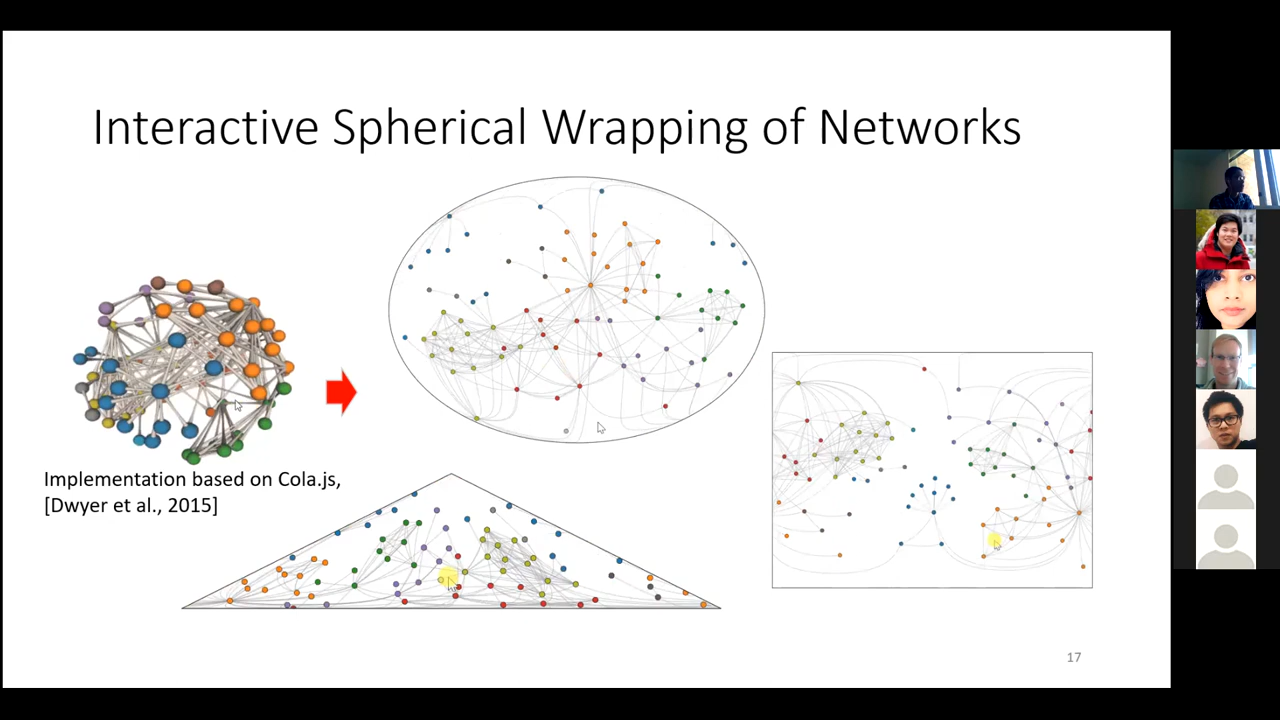 Interactive Spherical Wrapping of Networks
Implementation based on Cola.js,
[Dwyer et al., 2015]
17